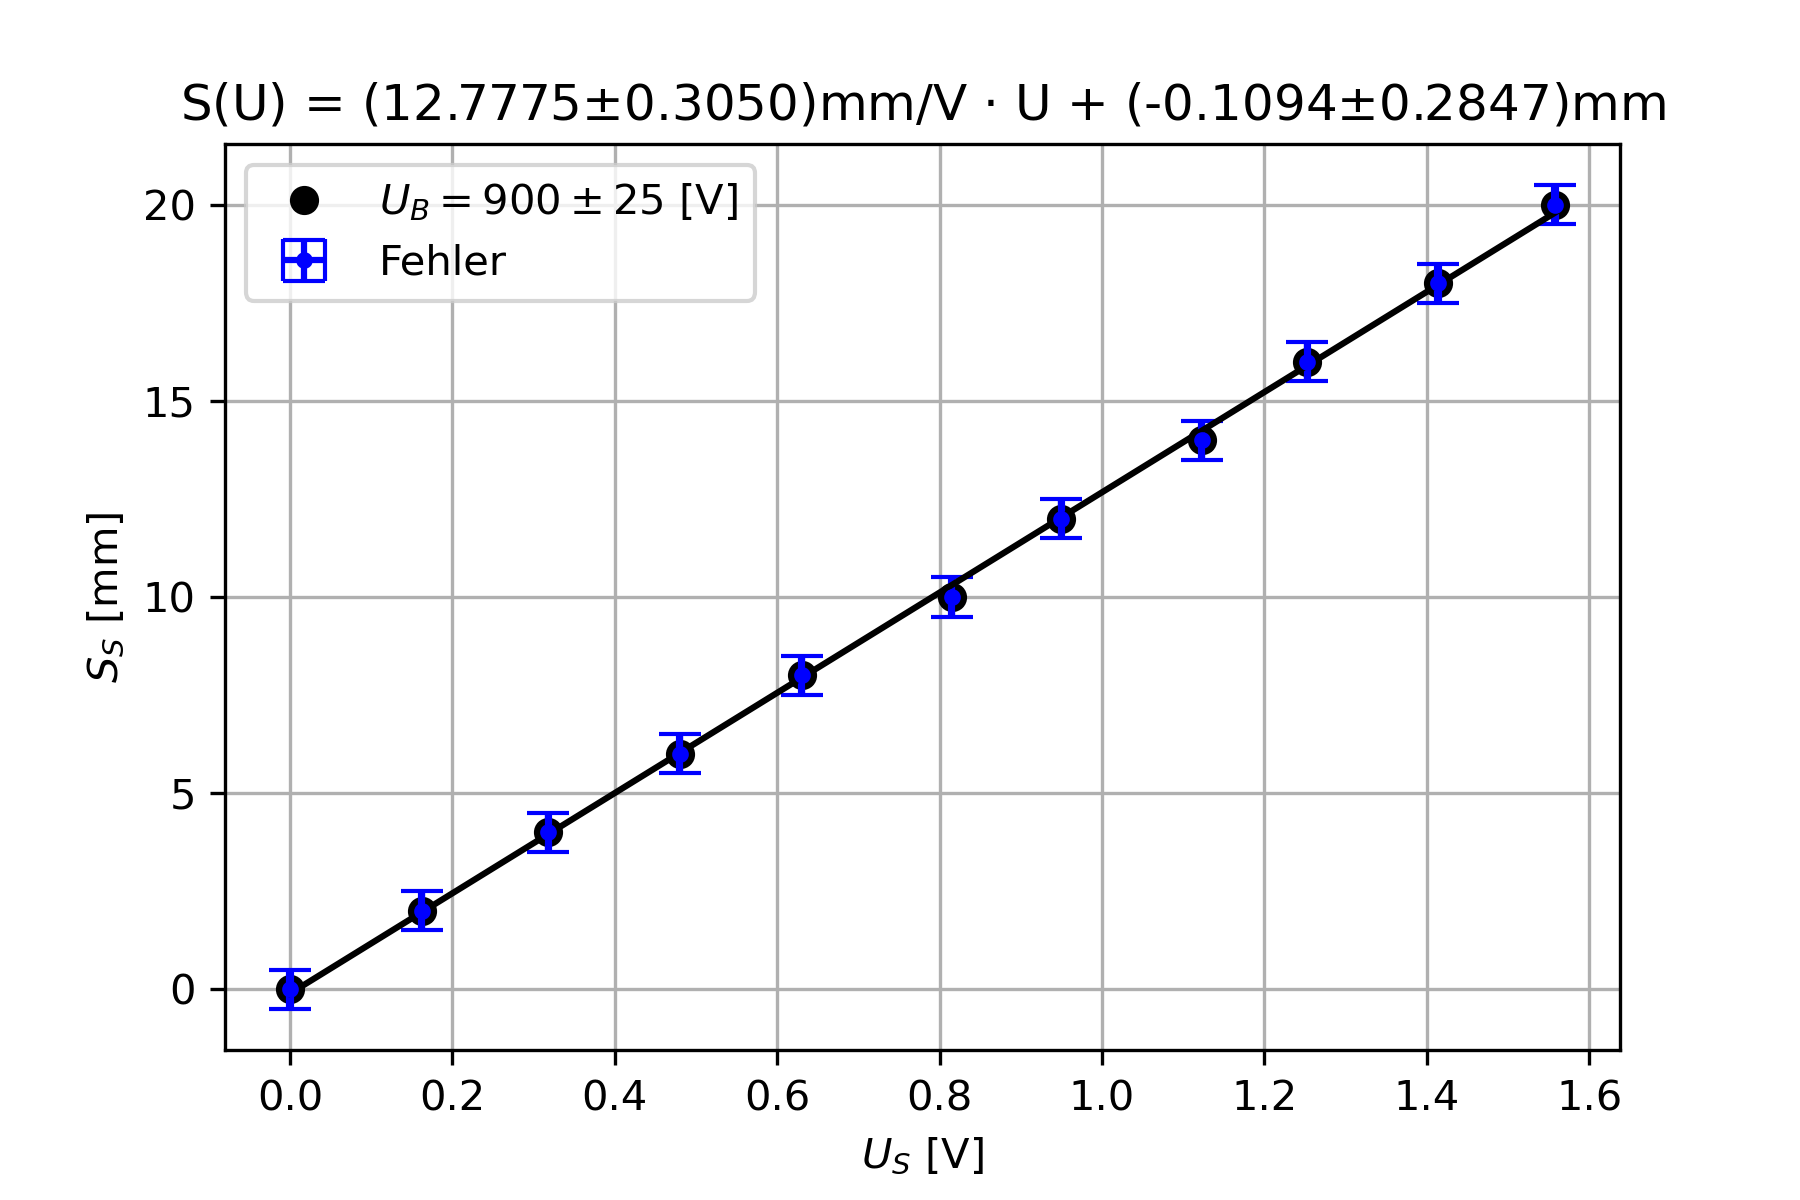 S(U) = (12.7775±0.3050)mm/V · U + (-0.1094±0.2847)mm
U_B = 900 ± 25 [V]
Fehler
20
15
10
5
0
S_S [mm]
0.0 0.2 0.4 0.6 0.8 1.0 1.2 1.4 1.6
U_S [V]